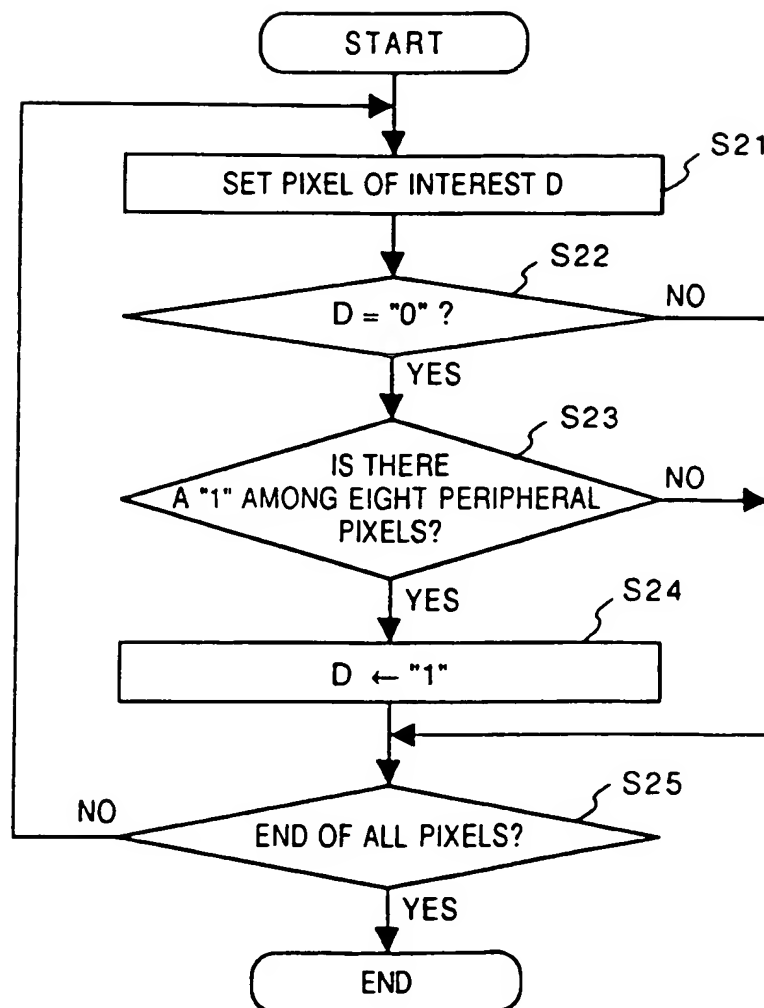 START
S21
SET PIXEL OF INTEREST D
S22
D = "0" ?
NO
YES
S23
IS THERE
A "1" AMONG EIGHT PERIPHERAL
PIXELS?
NO
YES
S24
D ← "1"
S25
NO
END OF ALL PIXELS?
YES
END